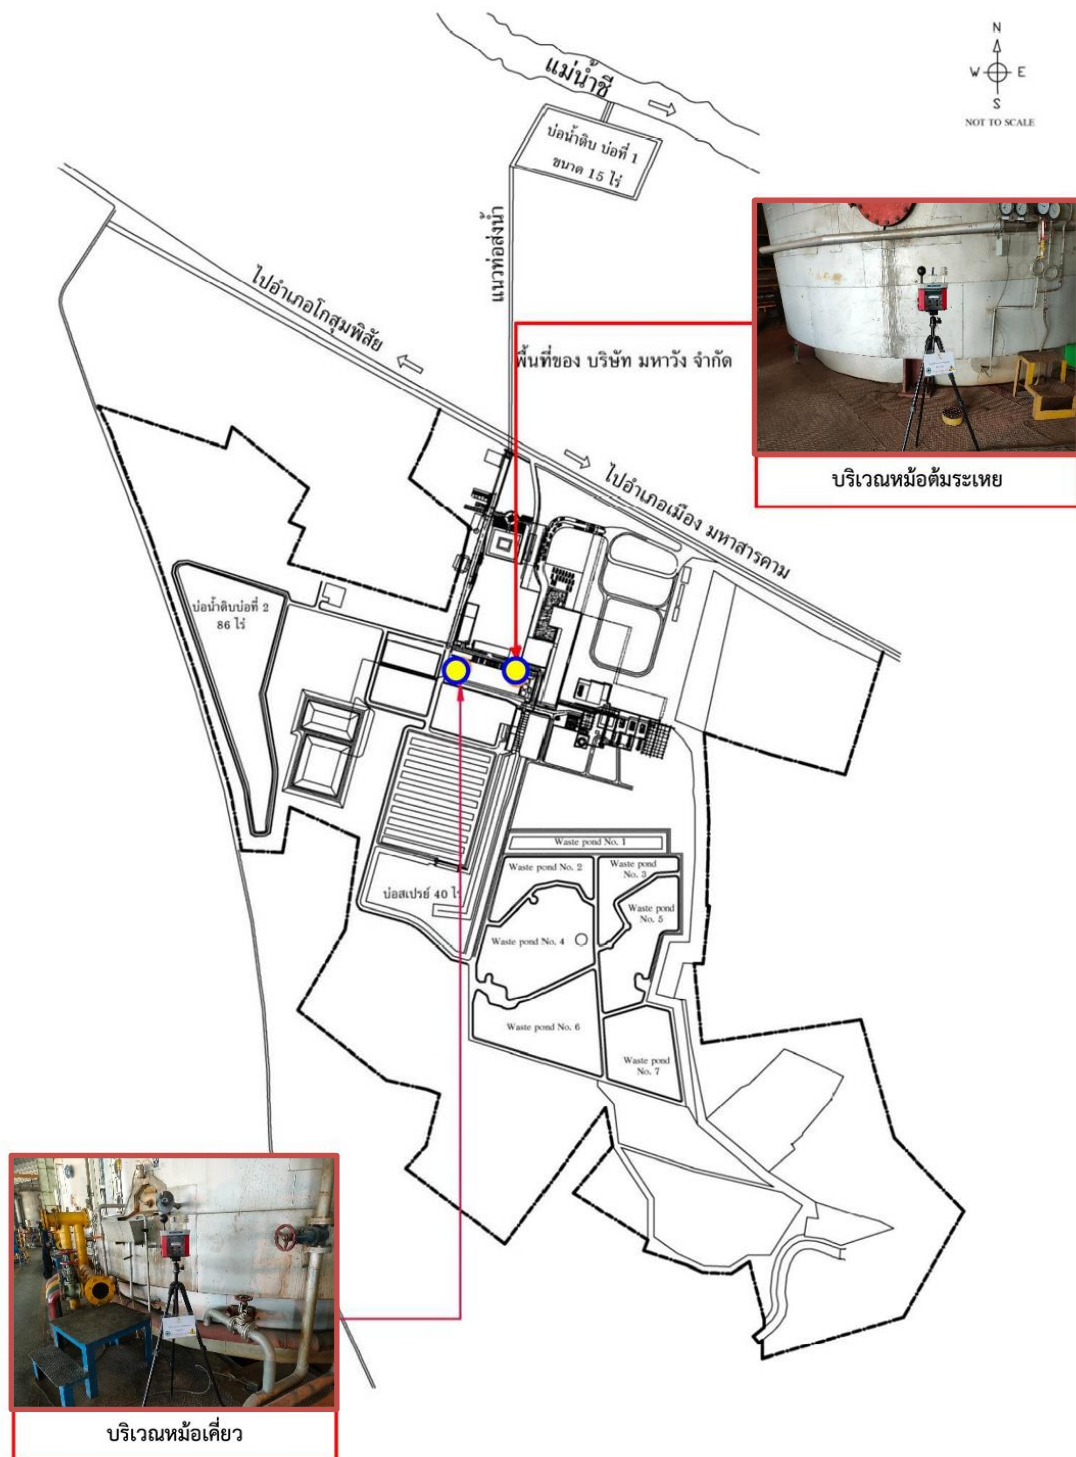 N
W E
S
NOT TO SCALE
แม่น้ำชี
บ่อน้ำดิบ บ่อที่ 1
ขนาด 15 ไร่
แนวท่อส่งน้ำ
ไปอำเภอโกสุมพิสัย
พื้นที่ของ บริษัท มหาวัง จำกัด
บริเวณหม้อต้มระเหย
ไปอำเภอเมือง มหาสารคาม
บ่อน้ำดิบบ่อที่ 2
86 ไร่
Waste pond No. 1
Waste pond No. 2
Waste pond
No. 3
บ่อสเปรย์ 40 ไร่
Waste pond
No. 5
Waste pond No. 4
Waste pond No. 6
Waste pond
No. 7
บริเวณหม้อเคี่ยว